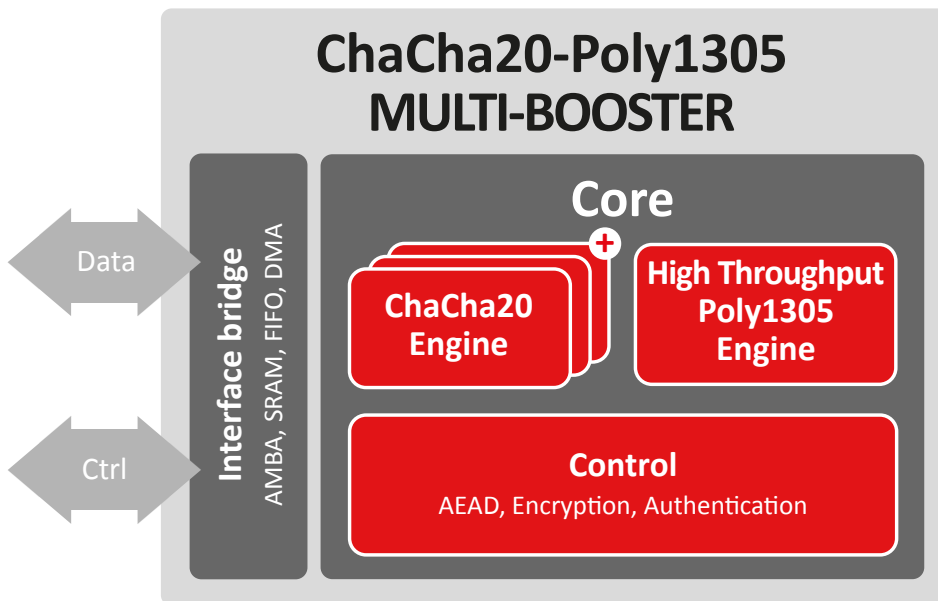 ChaCha20-Poly1305
MULTI-BOOSTER
Data
Ctrl
Interface bridge
AMBA, SRAM, FIFO, DMA
Core
+
ChaCha20
Engine
High Throughput
Poly1305
Engine
Control
AEAD, Encryption, Authentication